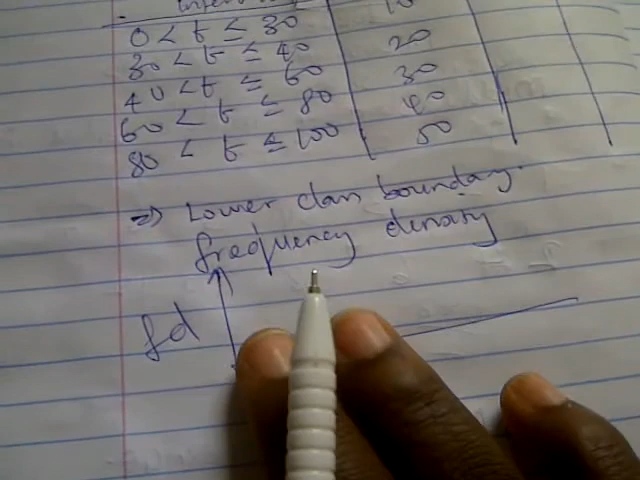 0 < t ≤ 30 10
30 < t ≤ 40 20
40 < t ≤ 60 30
60 < t ≤ 80 40
80 < t ≤ 100 50
⇒ Lower class boundary
frequency density
fd